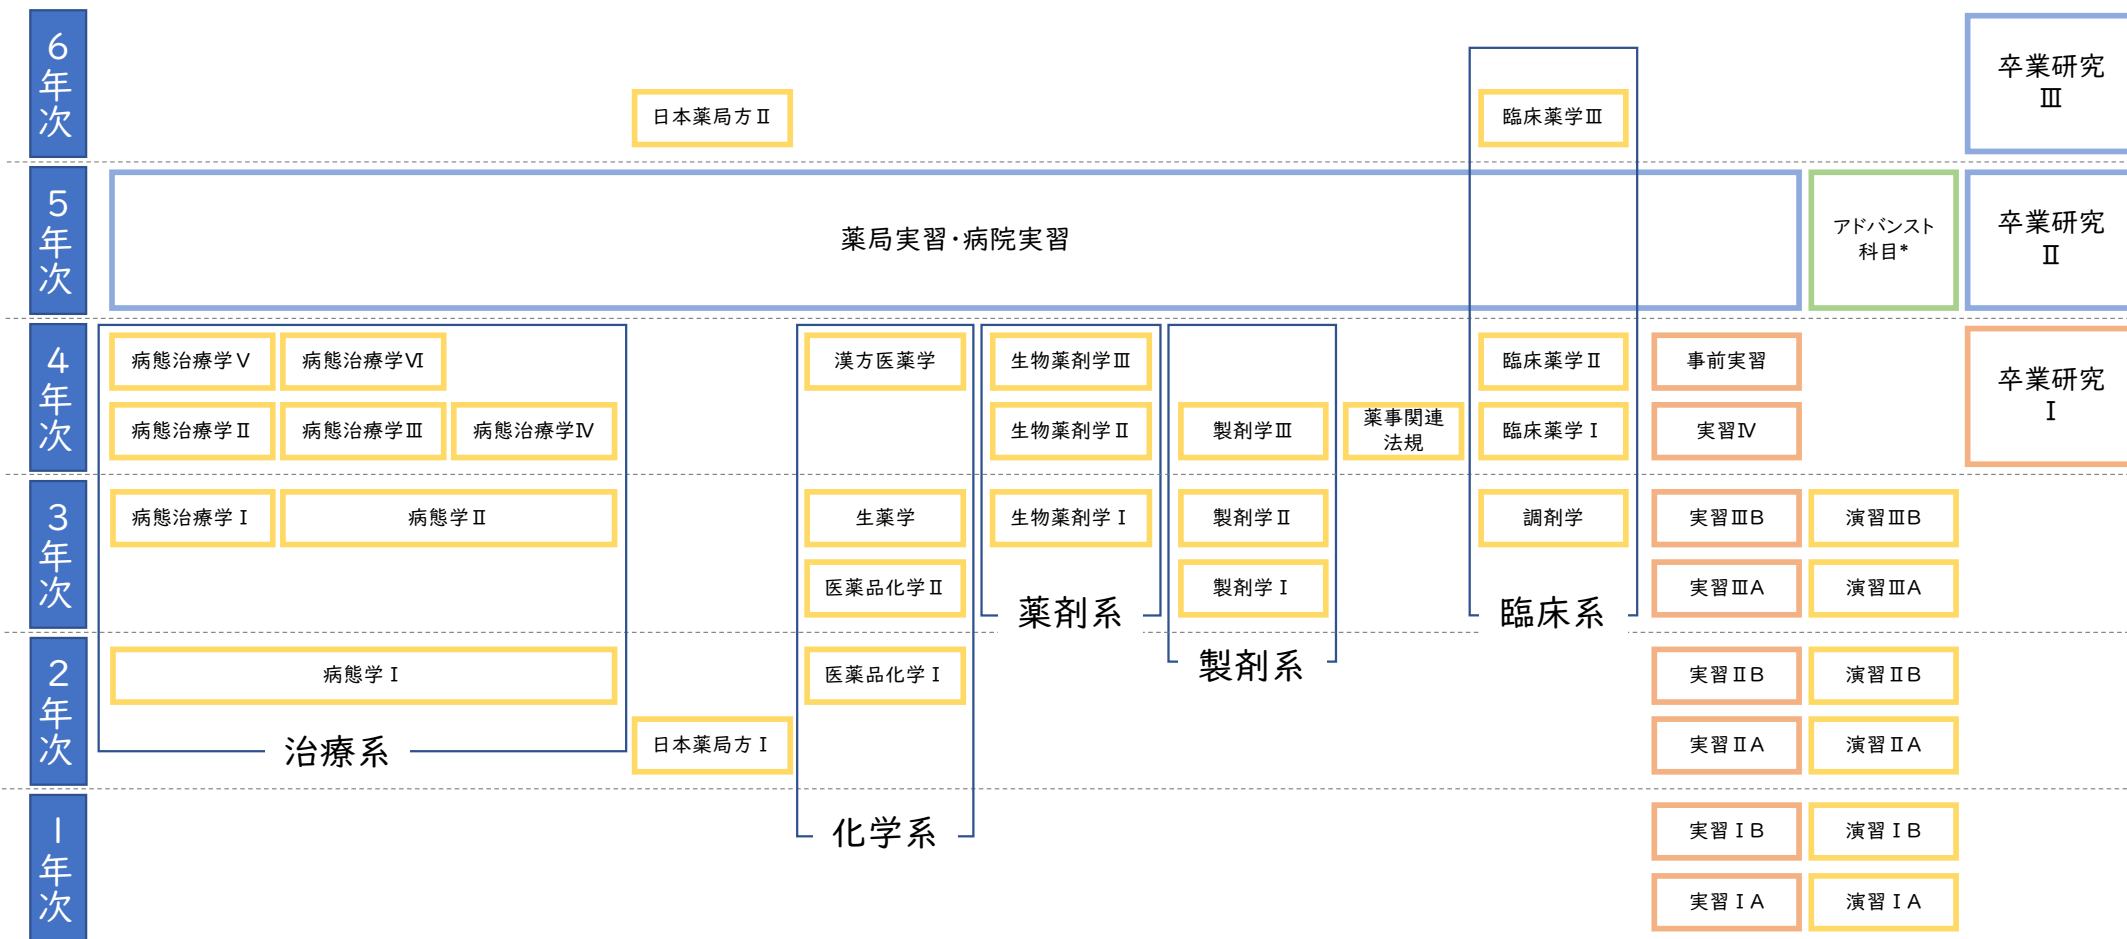 6年次
日本薬局方Ⅱ
臨床薬学Ⅲ
卒業研究
Ⅲ
5年次
薬局実習・病院実習
アドバンスト
科目*
卒業研究
Ⅱ
4年次
病態治療学Ⅴ
病態治療学Ⅵ
漢方医薬学
生物薬剤学Ⅲ
臨床薬学Ⅱ
事前実習
卒業研究
Ⅰ
病態治療学Ⅱ
病態治療学Ⅲ
病態治療学Ⅳ
生物薬剤学Ⅱ
製剤学Ⅲ
薬事関連
法規
臨床薬学Ⅰ
実習Ⅳ
3年次
病態治療学Ⅰ
病態学Ⅱ
生薬学
生物薬剤学Ⅰ
製剤学Ⅱ
調剤学
実習ⅢB
演習ⅢB
医薬品化学Ⅱ
製剤学Ⅰ
実習ⅢA
演習ⅢA
薬剤系
臨床系
2年次
病態学Ⅰ
医薬品化学Ⅰ
製剤系
実習ⅡB
演習ⅡB
治療系
日本薬局方Ⅰ
実習ⅡA
演習ⅡA
1年次
化学系
実習ⅠB
演習ⅠB
実習ⅠA
演習ⅠA